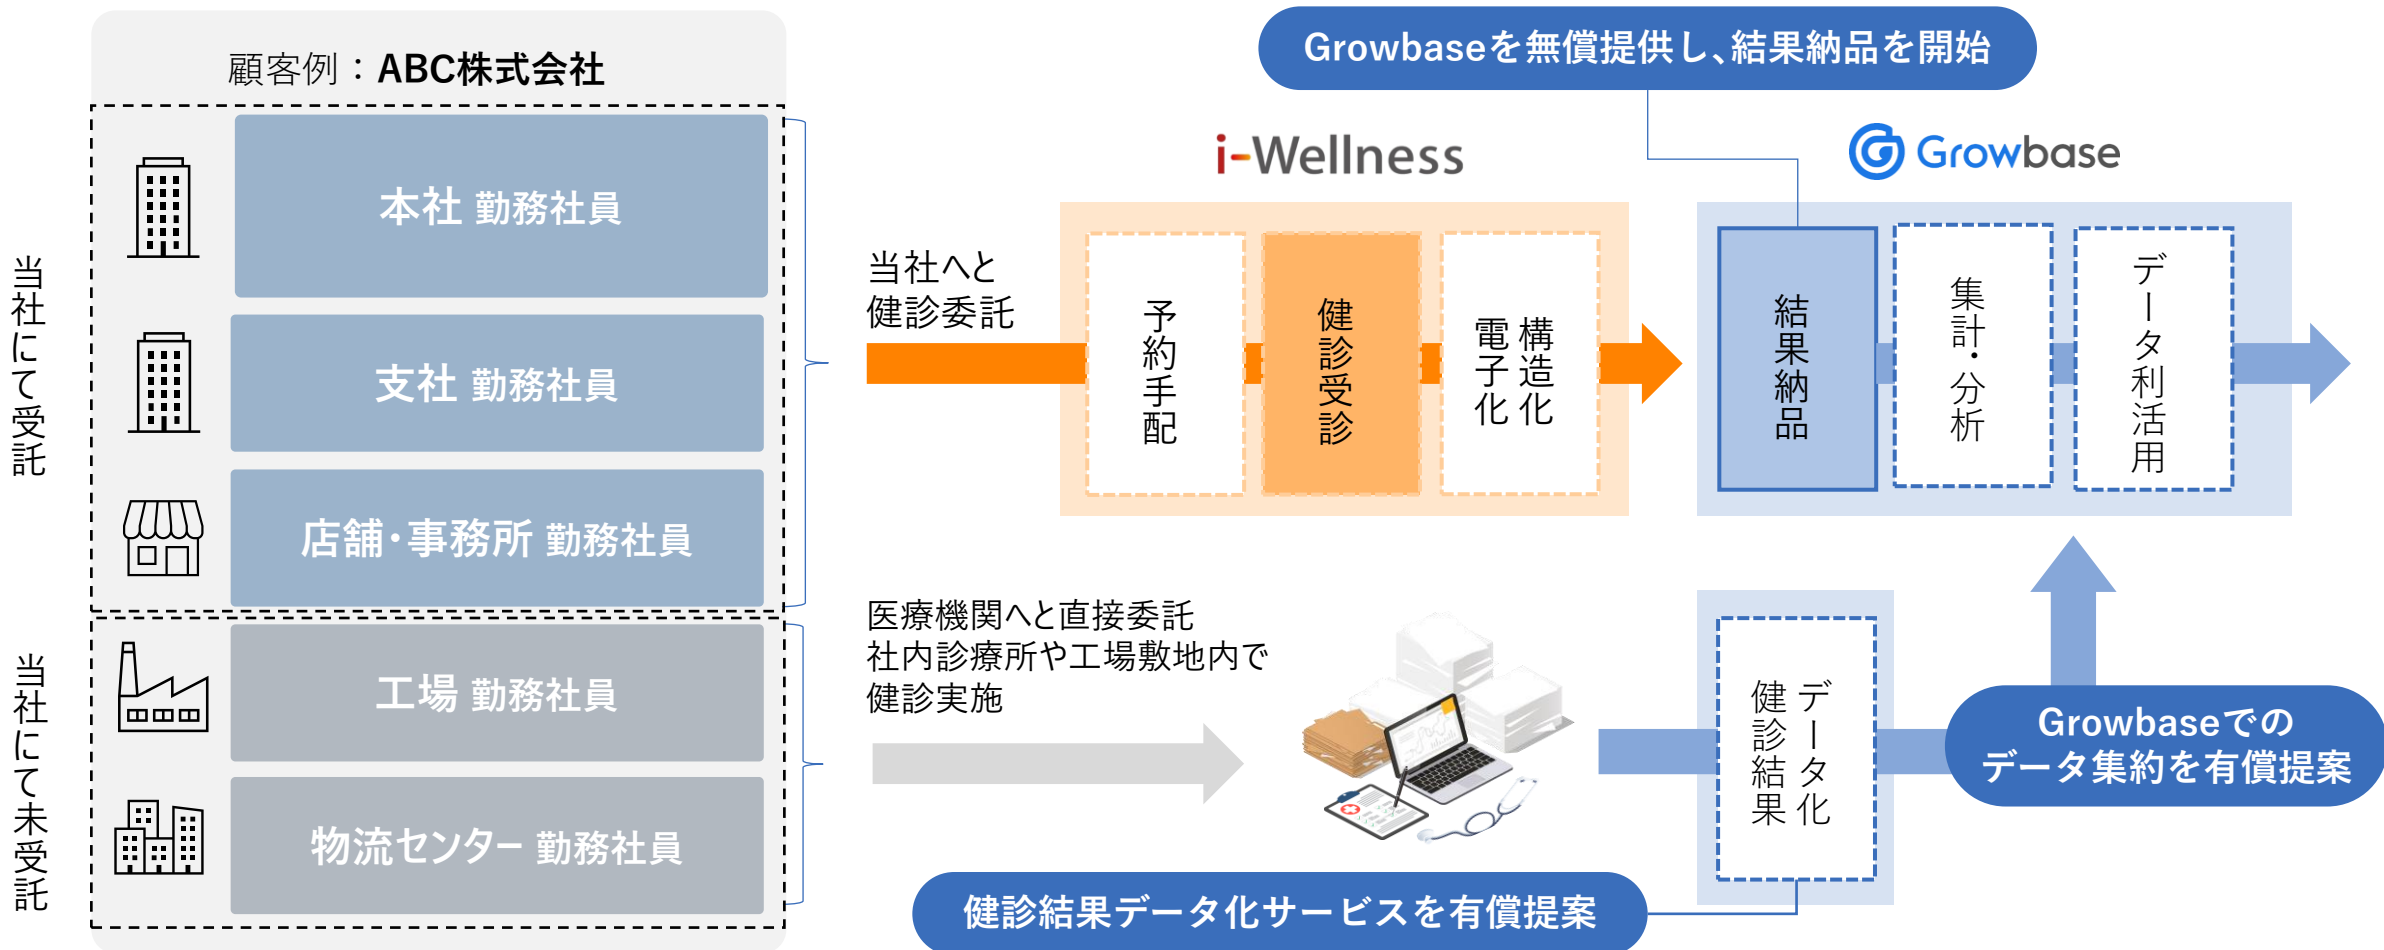 Growbaseを無償提供し、結果納品を開始
顧客例：ABC株式会社
当社にて受託
本社 勤務社員
支社 勤務社員
店舗・事務所 勤務社員
当社へと
健診委託
i-Wellness
予約手配
健診受診
構造化
電子化
Growbase
結果納品
集計・分析
データ利活用
当社にて未受託
工場 勤務社員
物流センター 勤務社員
医療機関へと直接委託
社内診療所や工場敷地内で
健診実施
データ化
健診結果
Growbaseでの
データ集約を有償提案
健診結果データ化サービスを有償提案